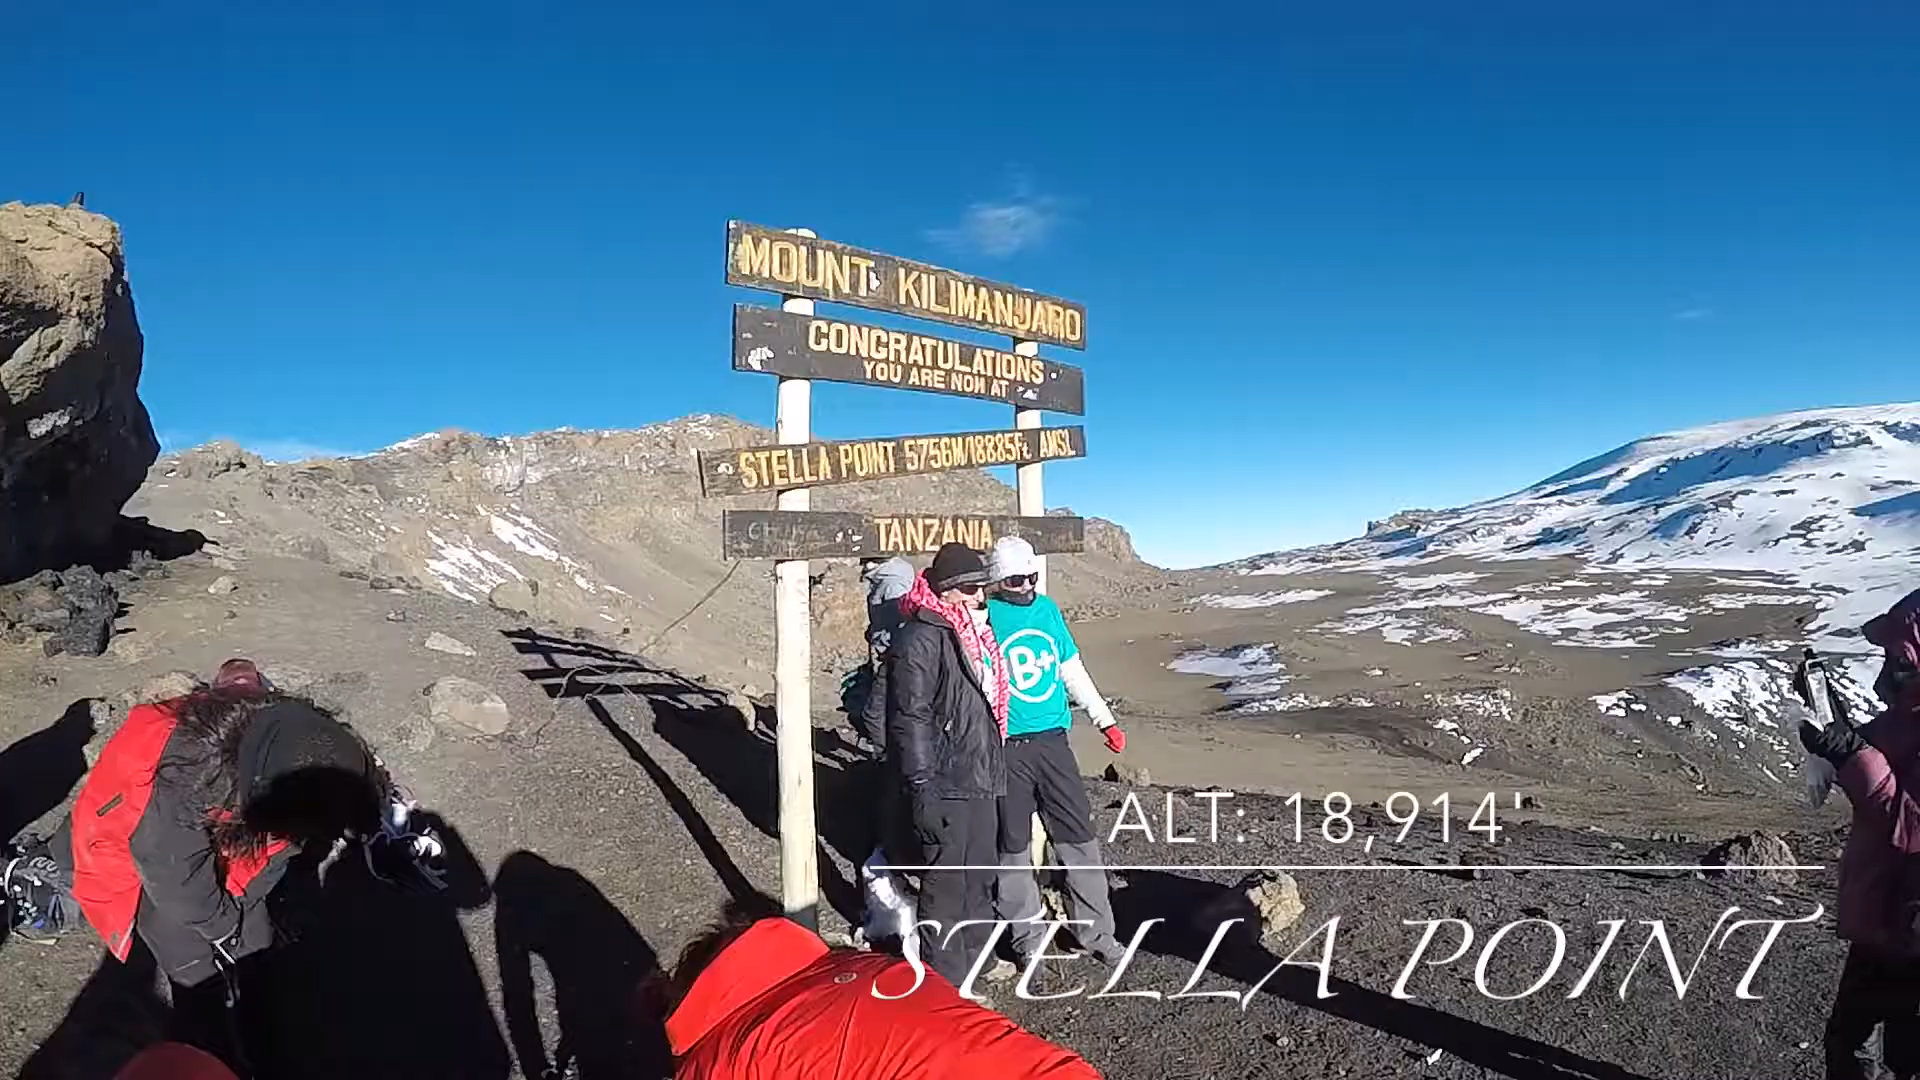 MOUNT KILIMANJARO
CONGRATULATIONS
YOU ARE NOW AT
STELLA POINT 5756M/18885Ft AMSL
TANZANIA
B+
ALT: 18,914'
STELLA POINT